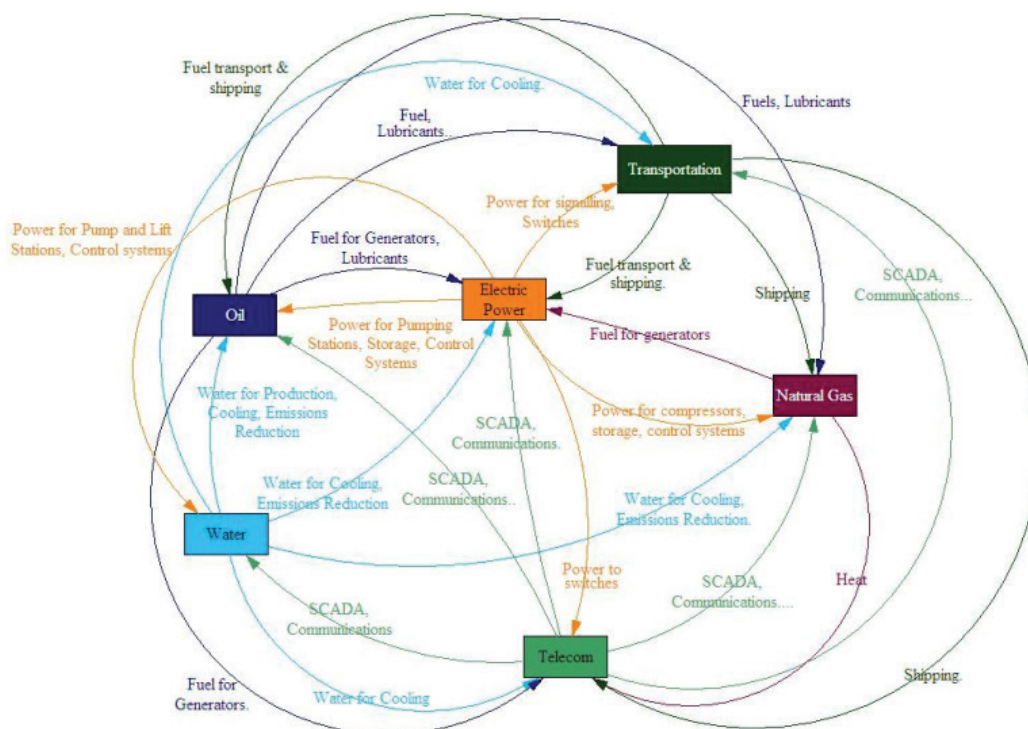 Fuel transport &
shipping
Water for Cooling.
Fuels, Lubricants
Fuel,
Lubricants..
Transportation
Power for signalling,
Switches
Power for Pump and Lift
Stations, Control systems
Fuel for Generators,
Lubricants
Fuel transport &
shipping.
SCADA,
Communications...
Electric
Power
Shipping
Oil
Power for Pumping
Stations, Storage, Control
Systems
Fuel for generators
Natural Gas
Water for Production,
Cooling, Emissions
Reduction
Power for compressors,
storage, control systems
SCADA,
Communications.
SCADA,
Communications..
Water for Cooling,
Emissions Reduction
Water for Cooling,
Emissions Reduction.
Water
Power to
switches
Heat
SCADA,
Communications
SCADA,
Communications....
Telecom
Shipping.
Fuel for
Generators.
Water for Cooling